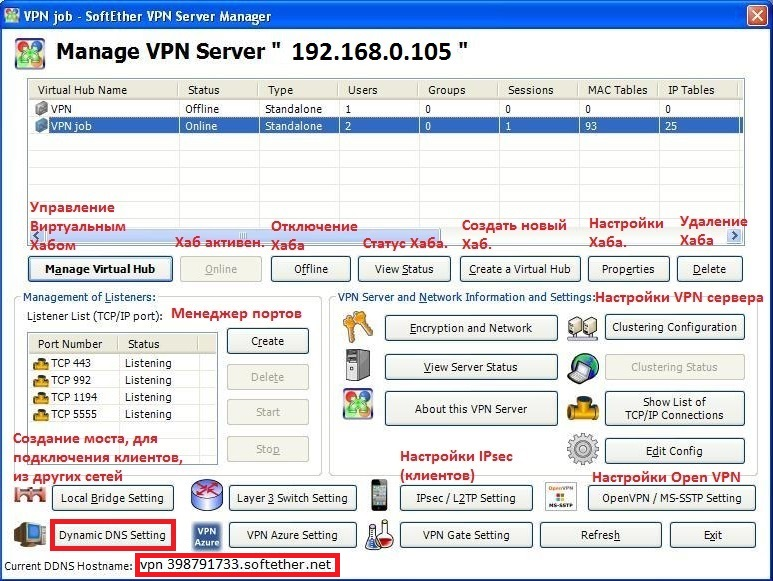 VPN job - SoftEther VPN Server Manager
Manage VPN Server " 192.168.0.105 "
Virtual Hub Name Status Type Users Groups Sessions MAC Tables IP Tables
VPN Offline Standalone 1 0 0 0 0
VPN job Online Standalone 2 0 1 93 25
Управление
Виртуальным
Хабом
Хаб активен.
Отключение
Хаба
Статус Хаба.
Создать новый
Хаб.
Настройки
Хаба.
Удаление
Хаба
Manage Virtual Hub Online Offline View Status Create a Virtual Hub Properties Delete
Management of Listeners:
Listener List (TCP/IP port):
Менеджер портов
Port Number Status
TCP 443 Listening
TCP 992 Listening
TCP 1194 Listening
TCP 5555 Listening
Create
Delete
Start
Stop
VPN Server and Network Information and Settings:
Настройки VPN сервера
Encryption and Network
Clustering Configuration
View Server Status
Clustering Status
About this VPN Server
Show List of
TCP/IP Connections
Edit Config
Создание моста, для
подключения клиентов,
из других сетей
Настройки IPsec
(клиентов)
Настройки Open VPN
Local Bridge Setting
Layer 3 Switch Setting
IPsec / L2TP Setting
OpenVPN
MS-SSTP
OpenVPN / MS-SSTP Setting
Dynamic DNS Setting
VPN
Azure
VPN Azure Setting
VPN Gate Setting
Refresh
Exit
Current DDNS Hostname: vpn 398791733.softether.net